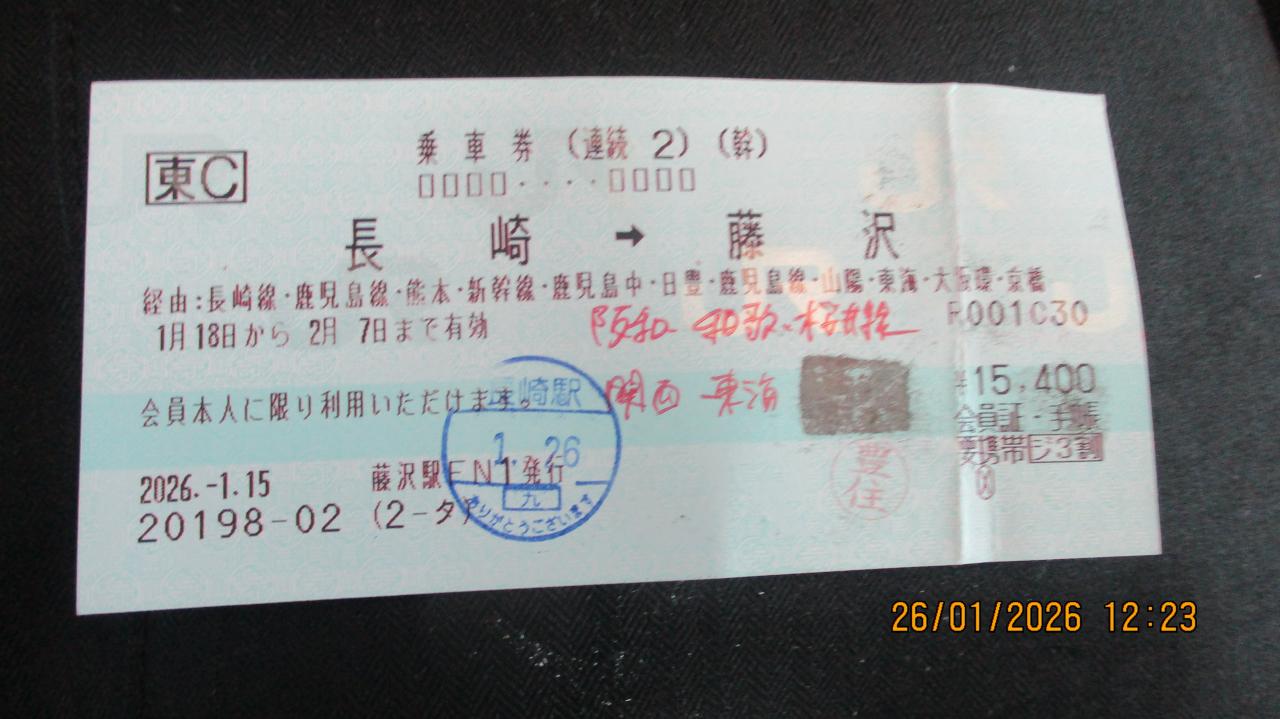 東C
乗車券 (連続 2) (幹)
▯▯▯▯・・・・▯▯▯▯
長崎 → 藤沢
経由:長崎線・鹿児島線・熊本・新幹線・鹿児島中・日豊・鹿児島線・山陽・東海・大阪環・京橋
1月18日から 2月 7日まで有効
阪和 和歌 桜井線
R001C30
関西 東海
¥15,400
会員本人に限り利用いただけます。
長崎駅
会員証・手帳
要携帯 ジ3割
1.26
豊住
2026.-1.15
藤沢駅FN1発行
九
20198-02 (2-タ)
ありがとうございます
26/01/2026 12:23